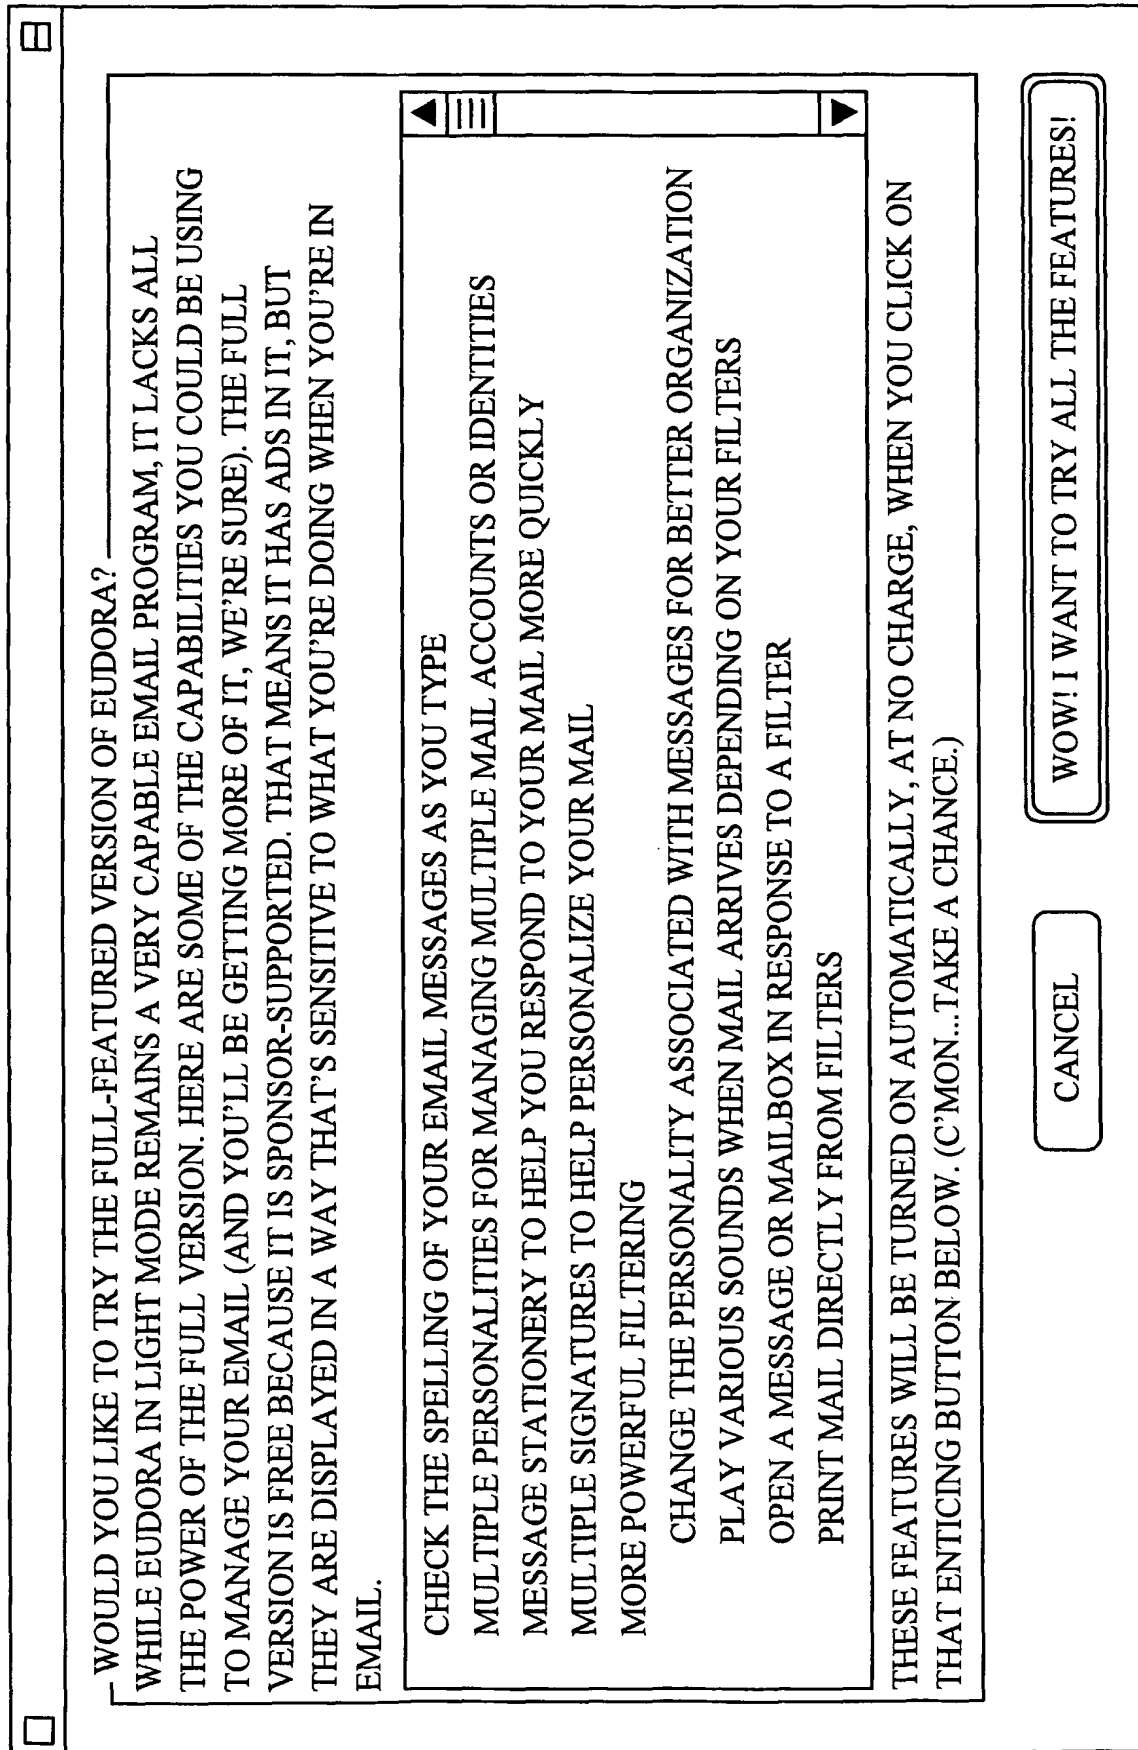 WOULD YOU LIKE TO TRY THE FULL-FEATURED VERSION OF EUDORA?
WHILE EUDORA IN LIGHT MODE REMAINS A VERY CAPABLE EMAIL PROGRAM, IT LACKS ALL
THE POWER OF THE FULL VERSION. HERE ARE SOME OF THE CAPABILITIES YOU COULD BE USING
TO MANAGE YOUR EMAIL (AND YOU'LL BE GETTING MORE OF IT, WE'RE SURE). THE FULL
VERSION IS FREE BECAUSE IT IS SPONSOR-SUPPORTED. THAT MEANS IT HAS ADS IN IT, BUT
THEY ARE DISPLAYED IN A WAY THAT'S SENSITIVE TO WHAT YOU'RE DOING WHEN YOU'RE IN
EMAIL.
CHECK THE SPELLING OF YOUR EMAIL MESSAGES AS YOU TYPE
MULTIPLE PERSONALITIES FOR MANAGING MULTIPLE MAIL ACCOUNTS OR IDENTITIES
MESSAGE STATIONERY TO HELP YOU RESPOND TO YOUR MAIL MORE QUICKLY
MULTIPLE SIGNATURES TO HELP PERSONALIZE YOUR MAIL
MORE POWERFUL FILTERING
CHANGE THE PERSONALITY ASSOCIATED WITH MESSAGES FOR BETTER ORGANIZATION
PLAY VARIOUS SOUNDS WHEN MAIL ARRIVES DEPENDING ON YOUR FILTERS
OPEN A MESSAGE OR MAILBOX IN RESPONSE TO A FILTER
PRINT MAIL DIRECTLY FROM FILTERS
THESE FEATURES WILL BE TURNED ON AUTOMATICALLY, AT NO CHARGE, WHEN YOU CLICK ON
THAT ENTICING BUTTON BELOW. (C'MON...TAKE A CHANCE.)
CANCEL
WOW! I WANT TO TRY ALL THE FEATURES!